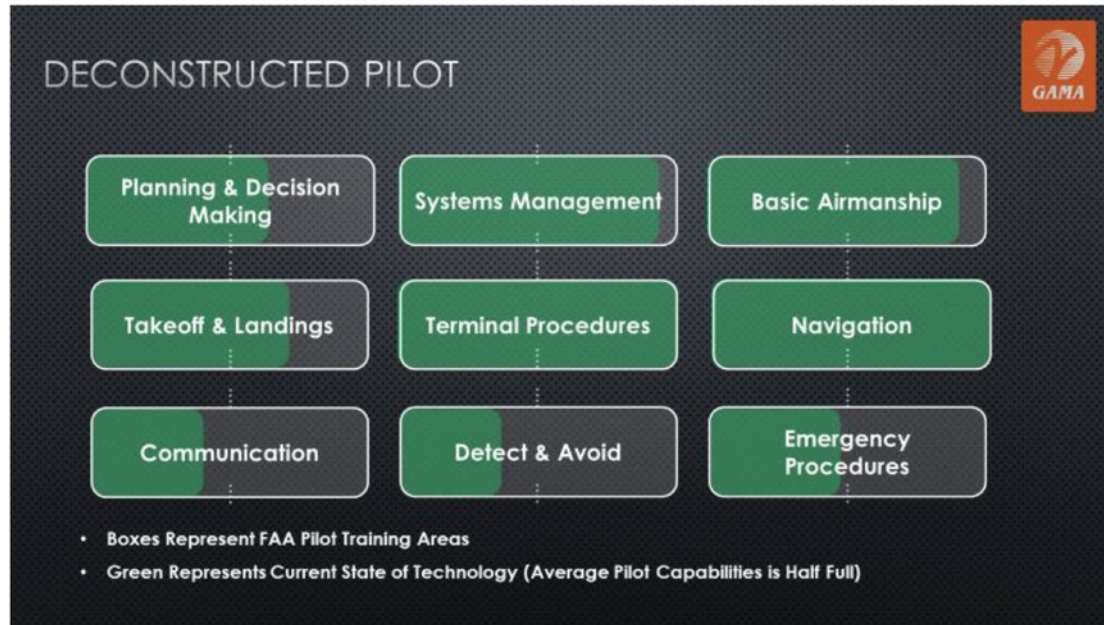 DECONSTRUCTED PILOT
GAMA
Planning & Decision
Making
Systems Management
Basic Airmanship
Takeoff & Landings
Terminal Procedures
Navigation
Communication
Detect & Avoid
Emergency
Procedures
• Boxes Represent FAA Pilot Training Areas
• Green Represents Current State of Technology (Average Pilot Capabilities is Half Full)